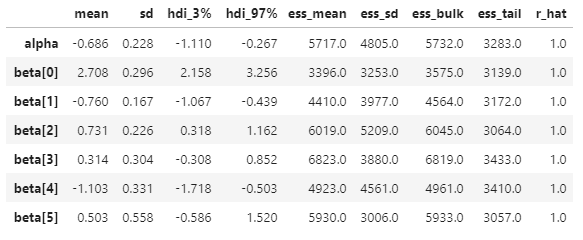 mean sd hdi_3% hdi_97% ess_mean ess_sd ess_bulk ess_tail r_hat
alpha -0.686 0.228 -1.110 -0.267 5717.0 4805.0 5732.0 3283.0 1.0
beta[0] 2.708 0.296 2.158 3.256 3396.0 3253.0 3575.0 3139.0 1.0
beta[1] -0.760 0.167 -1.067 -0.439 4410.0 3977.0 4564.0 3172.0 1.0
beta[2] 0.731 0.226 0.318 1.162 6019.0 5209.0 6045.0 3064.0 1.0
beta[3] 0.314 0.304 -0.308 0.852 6823.0 3880.0 6819.0 3433.0 1.0
beta[4] -1.103 0.331 -1.718 -0.503 4923.0 4561.0 4961.0 3410.0 1.0
beta[5] 0.503 0.558 -0.586 1.520 5930.0 3006.0 5933.0 3057.0 1.0